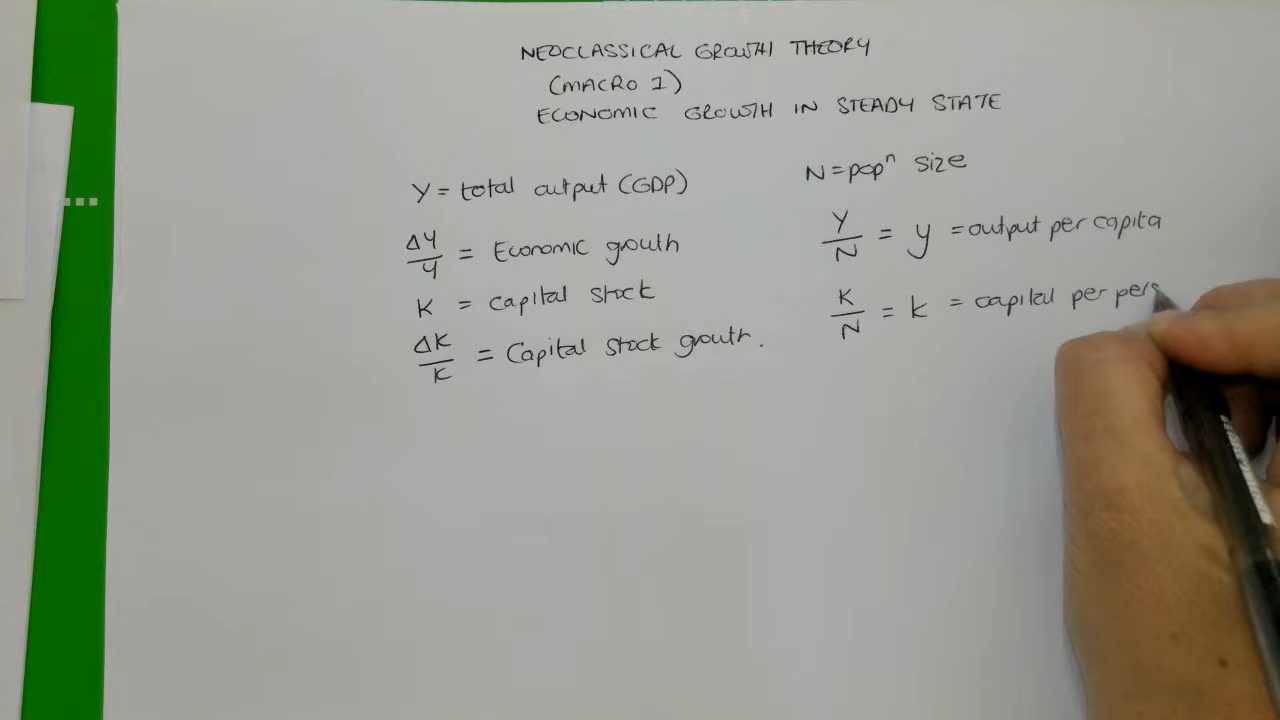 NEOCLASSICAL GROWTH THEORY
(MACRO 1)
ECONOMIC GROWTH IN STEADY STATE
Y = total output (GDP)
ΔY/Y = Economic growth
K = capital stock
ΔK/K = Capital stock growth.
N = popⁿ size
Y/N = y = output per capita
K/N = k = capital per pers